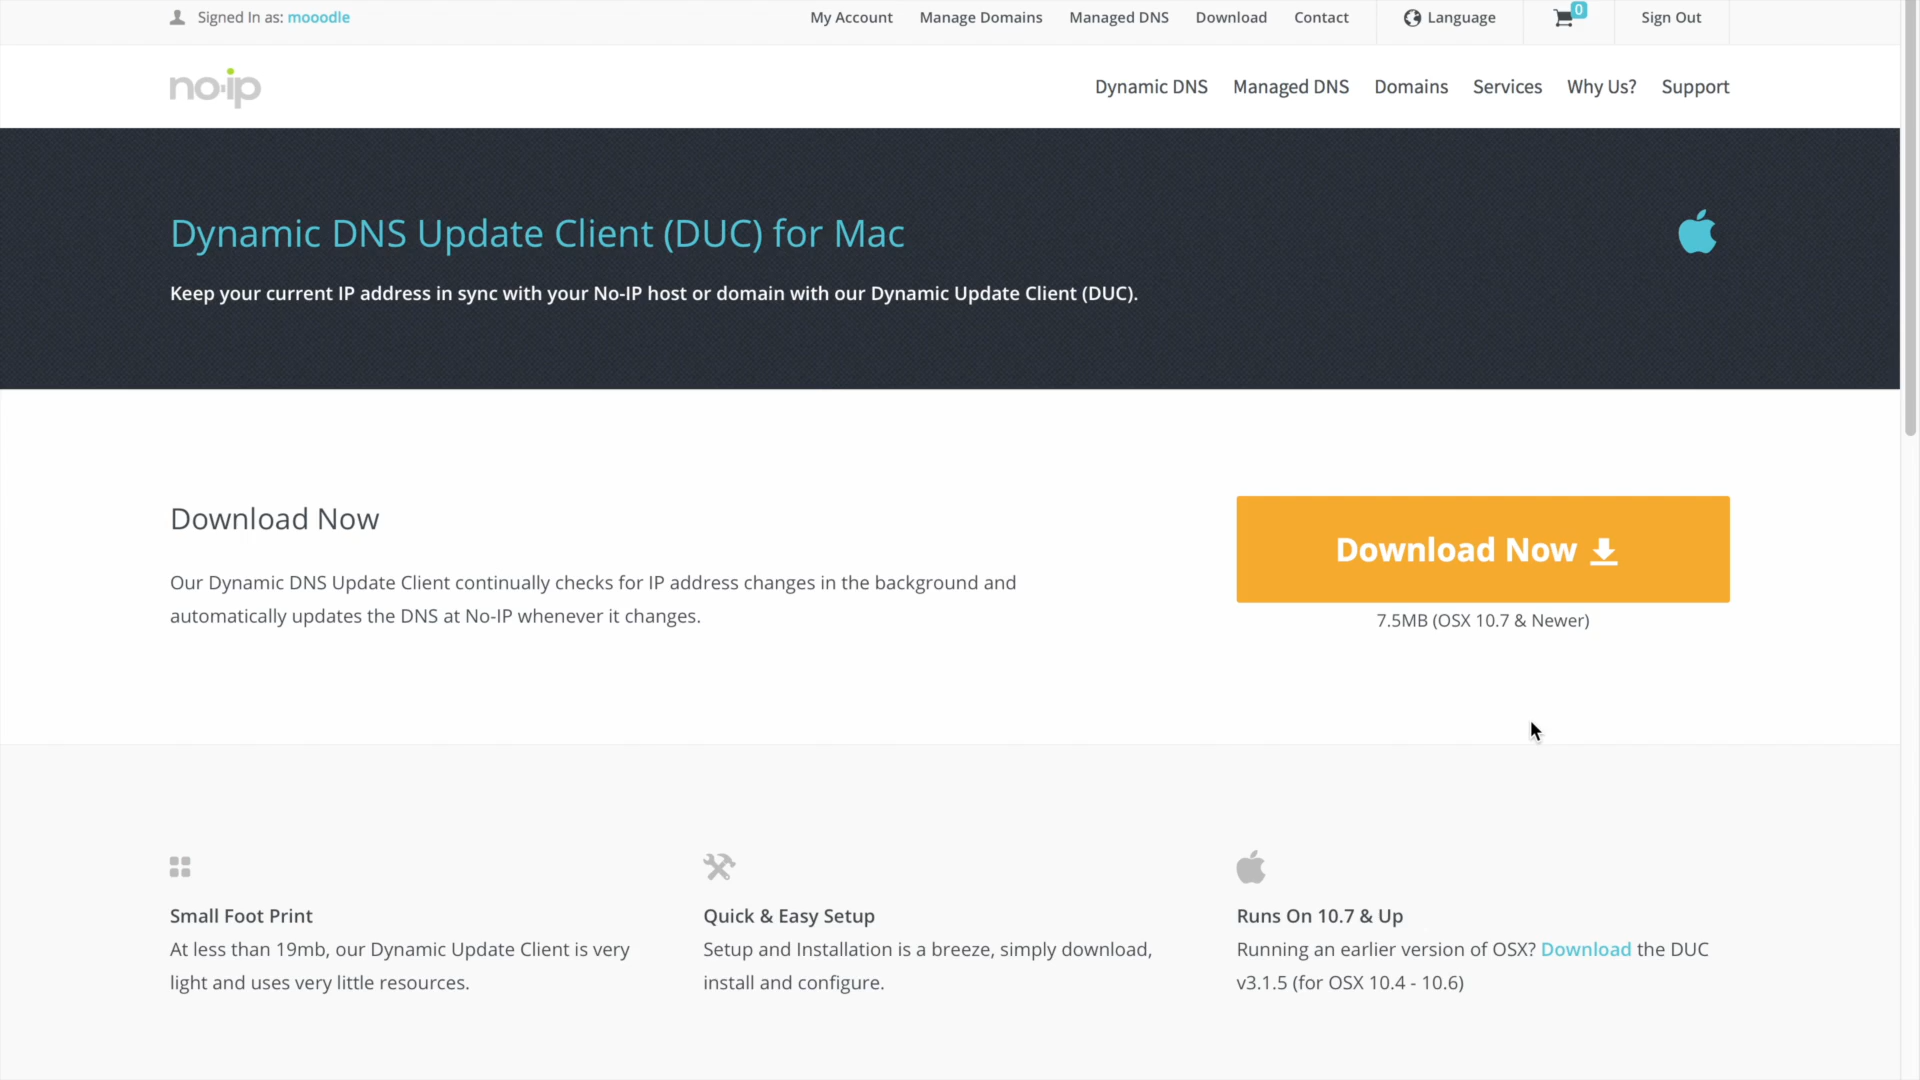 Signed In as: mooodle
My Account Manage Domains Managed DNS Download Contact Language 0 Sign Out
no-ip
Dynamic DNS Managed DNS Domains Services Why Us? Support
Dynamic DNS Update Client (DUC) for Mac
Keep your current IP address in sync with your No-IP host or domain with our Dynamic Update Client (DUC).
Download Now
Our Dynamic DNS Update Client continually checks for IP address changes in the background and
automatically updates the DNS at No-IP whenever it changes.
Download Now
7.5MB (OSX 10.7 & Newer)
Small Foot Print
At less than 19mb, our Dynamic Update Client is very
light and uses very little resources.
Quick & Easy Setup
Setup and Installation is a breeze, simply download,
install and configure.
Runs On 10.7 & Up
Running an earlier version of OSX? Download the DUC
v3.1.5 (for OSX 10.4 - 10.6)